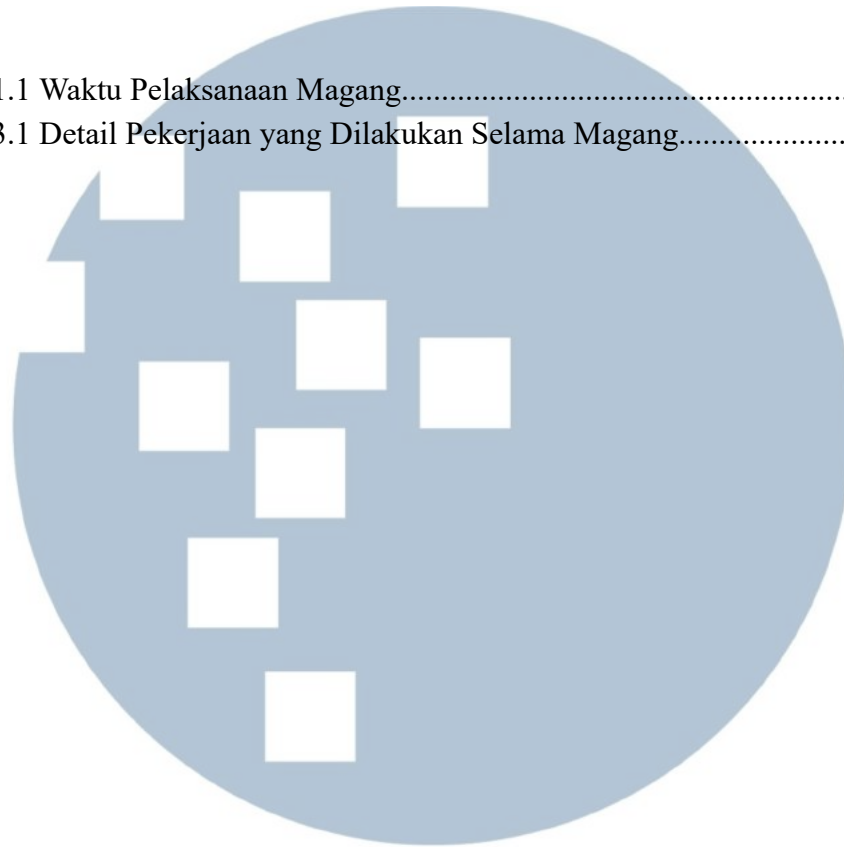 1.1 Waktu Pelaksanaan Magang....................................................
3.1 Detail Pekerjaan yang Dilakukan Selama Magang.....................